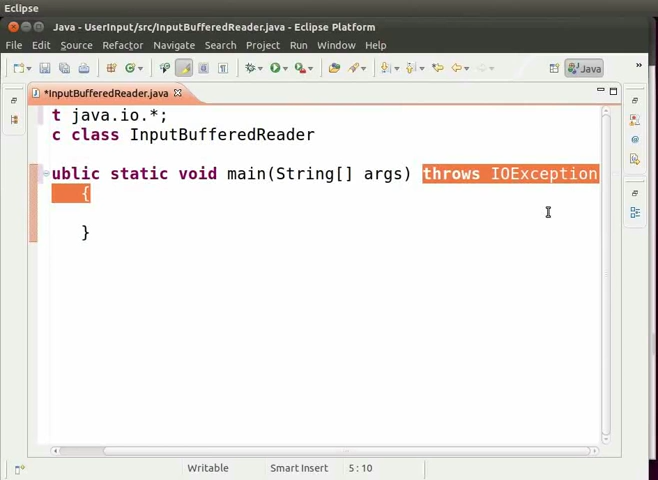 Eclipse
Java - UserInput/src/InputBufferedReader.java - Eclipse Platform
File Edit Source Refactor Navigate Search Project Run Window Help
Java »
*InputBufferedReader.java
t java.io.*;
c class InputBufferedReader
ublic static void main(String[] args) throws IOException
{
}
Writable Smart Insert 5 : 10